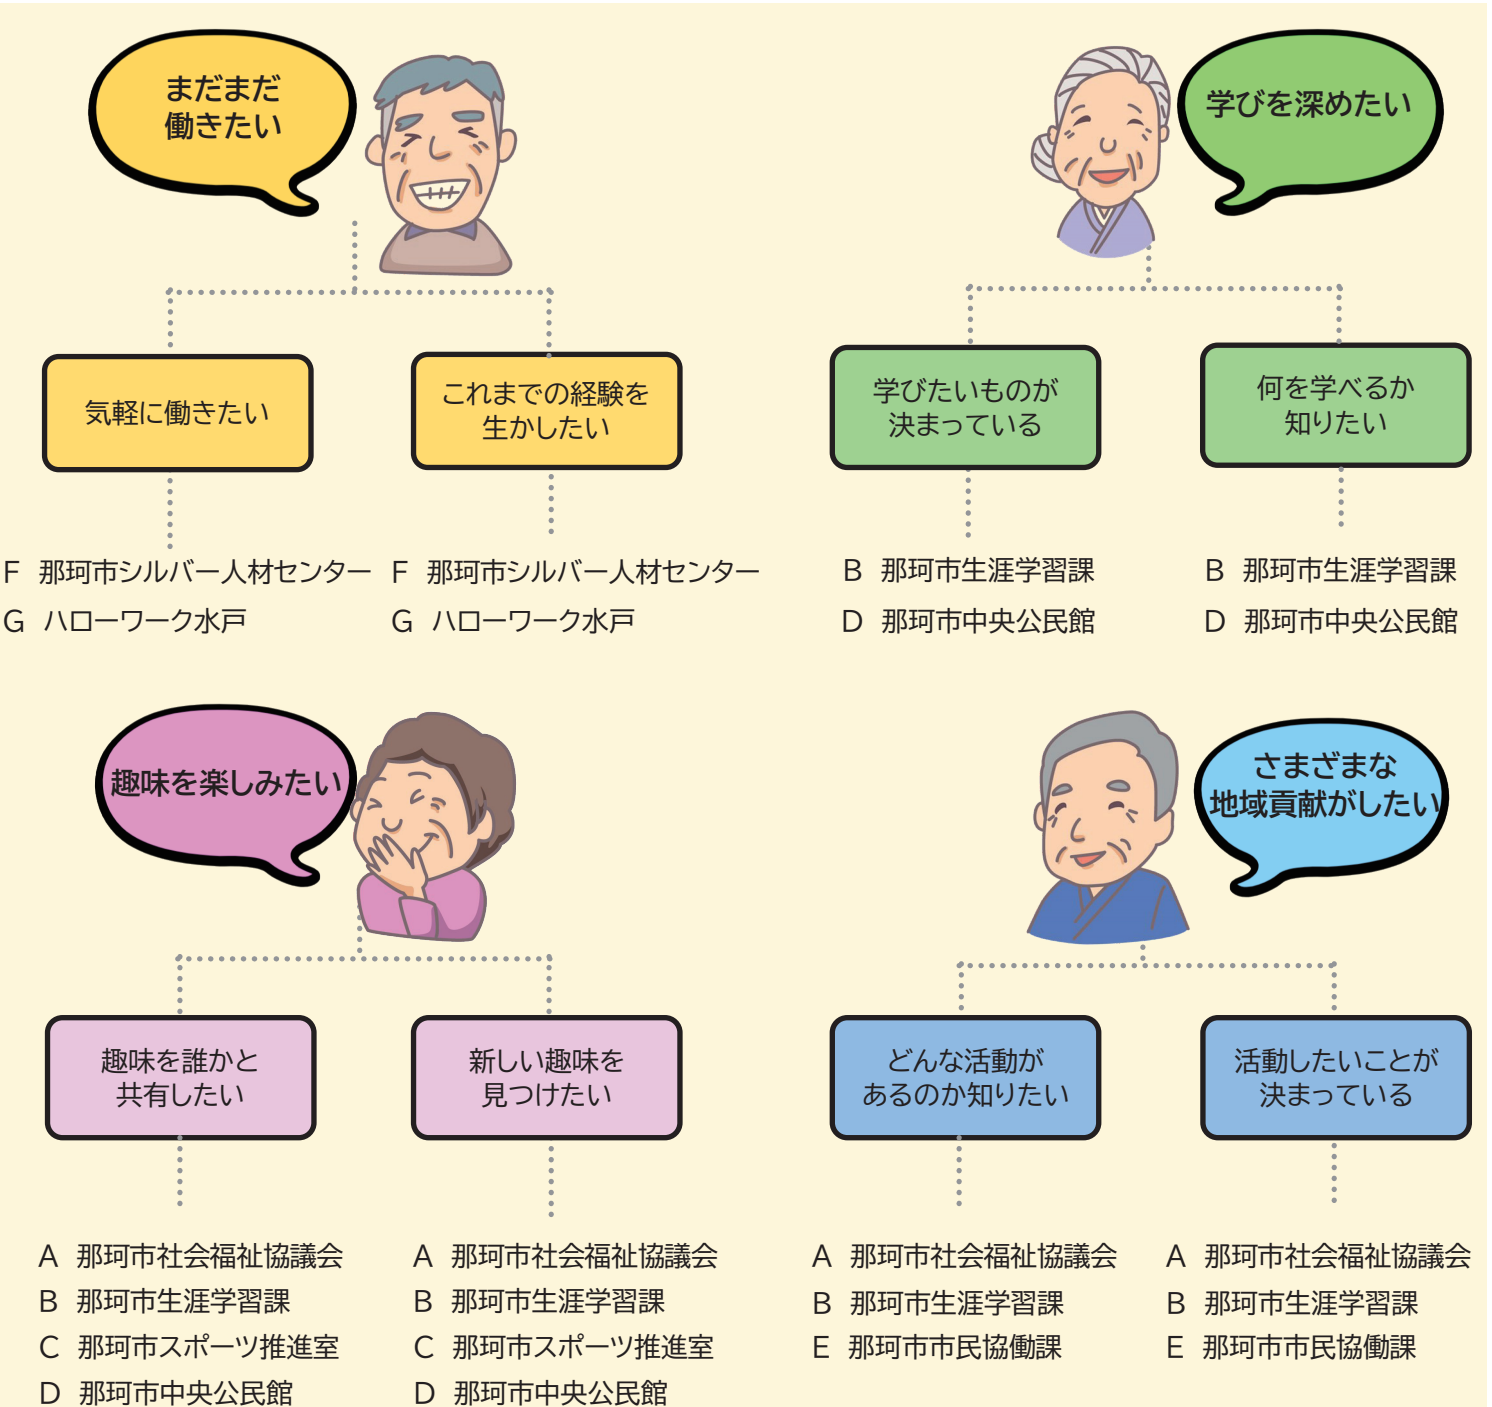 まだまだ
働きたい
気軽に働きたい
F 那珂市シルバー人材センター
G ハローワーク水戸
これまでの経験を
生かしたい
F 那珂市シルバー人材センター
G ハローワーク水戸
学びを深めたい
学びたいものが
決まっている
B 那珂市生涯学習課
D 那珂市中央公民館
何を学べるか
知りたい
B 那珂市生涯学習課
D 那珂市中央公民館
趣味を楽しみたい
趣味を誰かと
共有したい
A 那珂市社会福祉協議会
B 那珂市生涯学習課
C 那珂市スポーツ推進室
D 那珂市中央公民館
新しい趣味を
見つけたい
A 那珂市社会福祉協議会
B 那珂市生涯学習課
C 那珂市スポーツ推進室
D 那珂市中央公民館
さまざまな
地域貢献がしたい
どんな活動が
あるのか知りたい
A 那珂市社会福祉協議会
B 那珂市生涯学習課
E 那珂市市民協働課
活動したいことが
決まっている
A 那珂市社会福祉協議会
B 那珂市生涯学習課
E 那珂市市民協働課